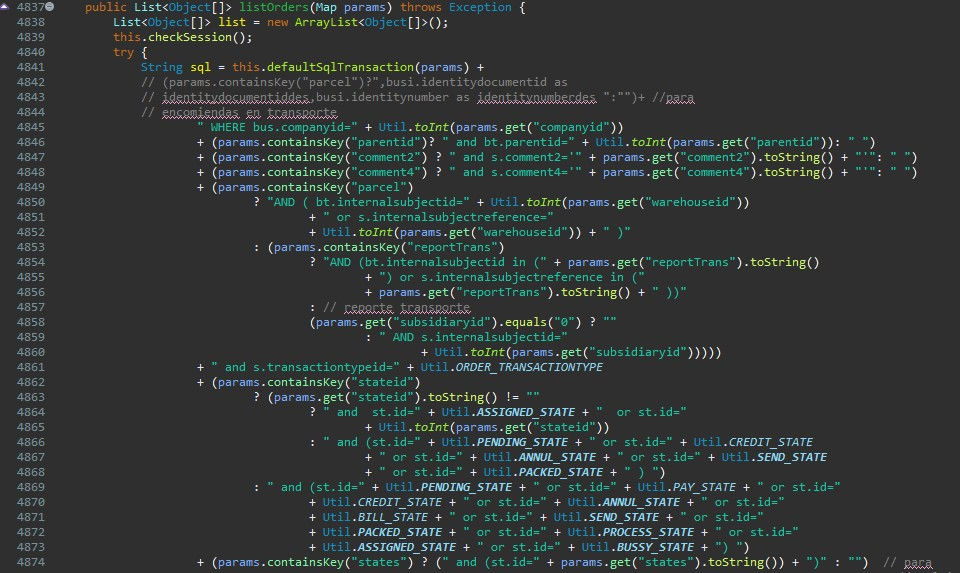 4837 public List<Object[]> listOrders(Map params) throws Exception {
4838 List<Object[]> list = new ArrayList<Object[]>();
4839 this.checkSession();
4840 try {
4841 String sql = this.defaultSqlTransaction(params) +
4842 // (params.containsKey("parcel")?",busi.identitydocumentid as
4843 // identitydocumentiddes,busi.identitynumber as identitynumberdes ":"")+ //para
4844 // encomiendas en transporte
4845 " WHERE bus.companyid=" + Util.toInt(params.get("companyid"))
4846 + (params.containsKey("parentid")? " and bt.parentid=" + Util.toInt(params.get("parentid")): " ")
4847 + (params.containsKey("comment2") ? " and s.comment2='" + params.get("comment2").toString() + "'": " ")
4848 + (params.containsKey("comment4") ? " and s.comment4='" + params.get("comment4").toString() + "'": " ")
4849 + (params.containsKey("parcel")
4850 ? "AND ( bt.internalsubjectid=" + Util.toInt(params.get("warehouseid"))
4851 + " or s.internalsubjectreference="
4852 + Util.toInt(params.get("warehouseid")) + " )"
4853 : (params.containsKey("reportTrans")
4854 ? "AND (bt.internalsubjectid in (" + params.get("reportTrans").toString()
4855 + ") or s.internalsubjectreference in ("
4856 + params.get("reportTrans").toString() + " ))"
4857 : // reporte transporte
4858 (params.get("subsidiaryid").equals("0") ? ""
4859 : " AND s.internalsubjectid="
4860 + Util.toInt(params.get("subsidiaryid")))))
4861 + " and s.transactiontypeid=" + Util.ORDER_TRANSACTIONTYPE
4862 + (params.containsKey("stateid")
4863 ? (params.get("stateid").toString() != ""
4864 ? " and  st.id=" + Util.ASSIGNED_STATE + "  or st.id="
4865 + Util.toInt(params.get("stateid"))
4866 : " and (st.id=" + Util.PENDING_STATE + " or st.id=" + Util.CREDIT_STATE
4867 + " or st.id=" + Util.ANNUL_STATE + " or st.id=" + Util.SEND_STATE
4868 + " or st.id=" + Util.PACKED_STATE + " ) ")
4869 : " and (st.id=" + Util.PENDING_STATE + " or st.id=" + Util.PAY_STATE + " or st.id="
4870 + Util.CREDIT_STATE + " or st.id=" + Util.ANNUL_STATE + " or st.id="
4871 + Util.BILL_STATE + " or st.id=" + Util.SEND_STATE + " or st.id="
4872 + Util.PACKED_STATE + " or st.id=" + Util.PROCESS_STATE + " or st.id="
4873 + Util.ASSIGNED_STATE + " or st.id=" + Util.BUSSY_STATE + ") ")
4874 + (params.containsKey("states") ? (" and (st.id=" + params.get("states").toString()) + ")" : "")  // para